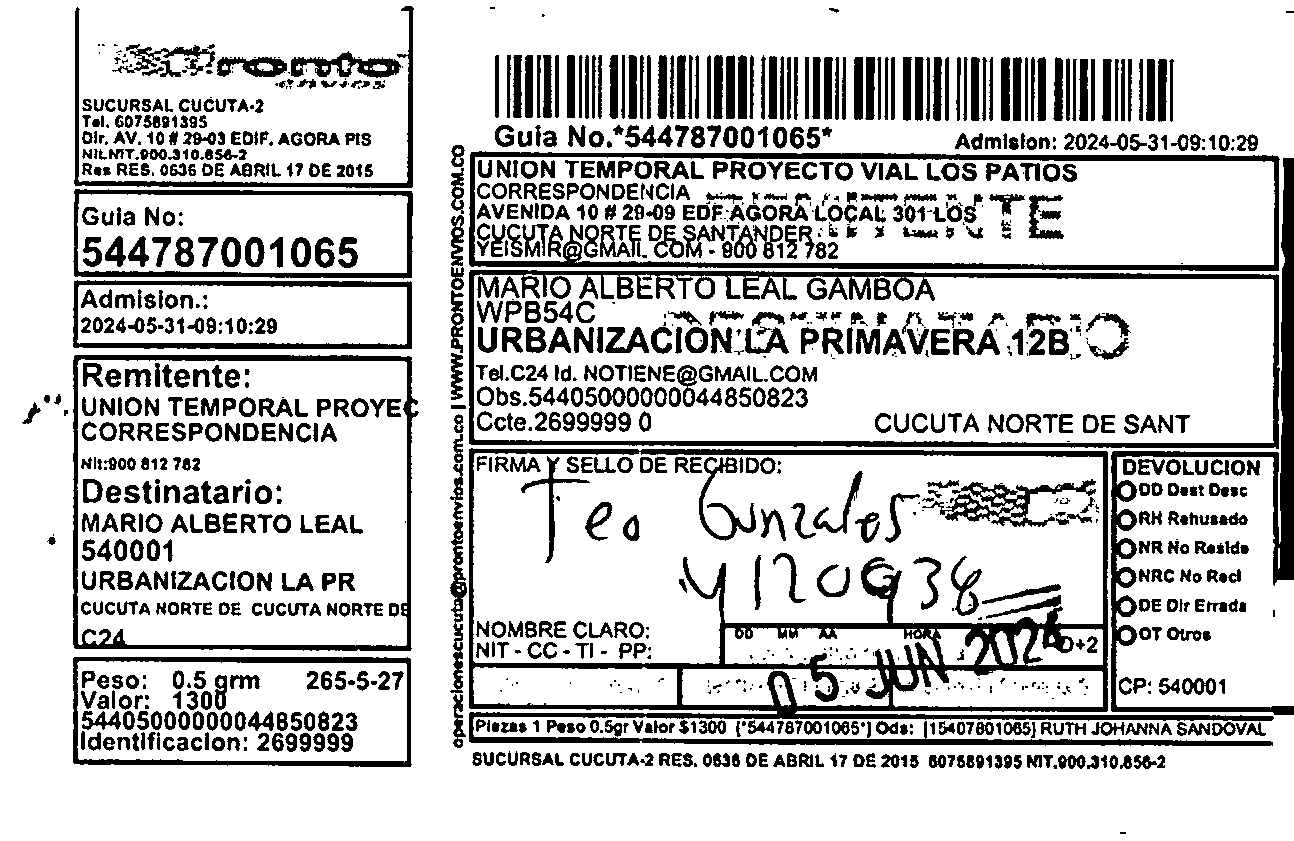 Pronto
envios
SUCURSAL CUCUTA-2
Tel. 6075891395
Dir. AV. 10 # 29-03 EDIF. AGORA PIS
Nit.NIT.900.310.856-2
Res RES. 0636 DE ABRIL 17 DE 2015
Guia No:
544787001065
Admision.:
2024-05-31-09:10:29
Remitente:
UNION TEMPORAL PROYEC
CORRESPONDENCIA
Nit:900 812 782
Destinatario:
MARIO ALBERTO LEAL
540001
URBANIZACION LA PR
CUCUTA NORTE DE CUCUTA NORTE DE
C24
Peso: 0.5 grm 265-5-27
Valor: 1300
54405000000044850823
Identificacion: 2699999
operacionescucuta@prontoenvios.com.co | WWW.PRONTOENVIOS.COM.CO
Guia No.*544787001065*
Admision: 2024-05-31-09:10:29
UNION TEMPORAL PROYECTO VIAL LOS PATIOS
CORRESPONDENCIA
AVENIDA 10 # 29-09 EDF AGORA LOCAL 301 LOS
CUCUTA NORTE DE SANTANDER
YEISMIR@GMAIL.COM - 900 812 782
MARIO ALBERTO LEAL GAMBOA
WPB54C
URBANIZACION LA PRIMAVERA 12B
Tel.C24 Id. NOTIENE@GMAIL.COM
Obs.54405000000044850823
Ccte.2699999 0 CUCUTA NORTE DE SANT
FIRMA Y SELLO DE RECIBIDO:
Teo Gonzales
4120938
NOMBRE CLARO:
NIT - CC - TI - PP:
DD MM AA HORA D+2
05 JUN 2024
DEVOLUCION
DD Dest Desc
RH Rehusado
NR No Reside
NRC No Recl
DE Dir Errada
OT Otros
CP: 540001
Piezas 1 Peso 0.5gr Valor $1300 (*544787001065*) Ods: [15407801065] RUTH JOHANNA SANDOVAL
SUCURSAL CUCUTA-2 RES. 0636 DE ABRIL 17 DE 2015 6075891395 NIT.900.310.856-2